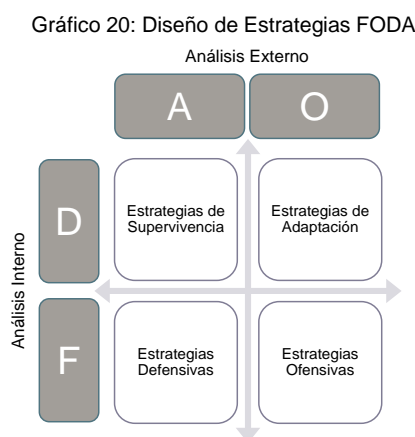 Gráfico 20: Diseño de Estrategias FODA
Análisis Externo
A
O
Análisis Interno
D
Estrategias de
Supervivencia
Estrategias de
Adaptación
F
Estrategias
Defensivas
Estrategias
Ofensivas